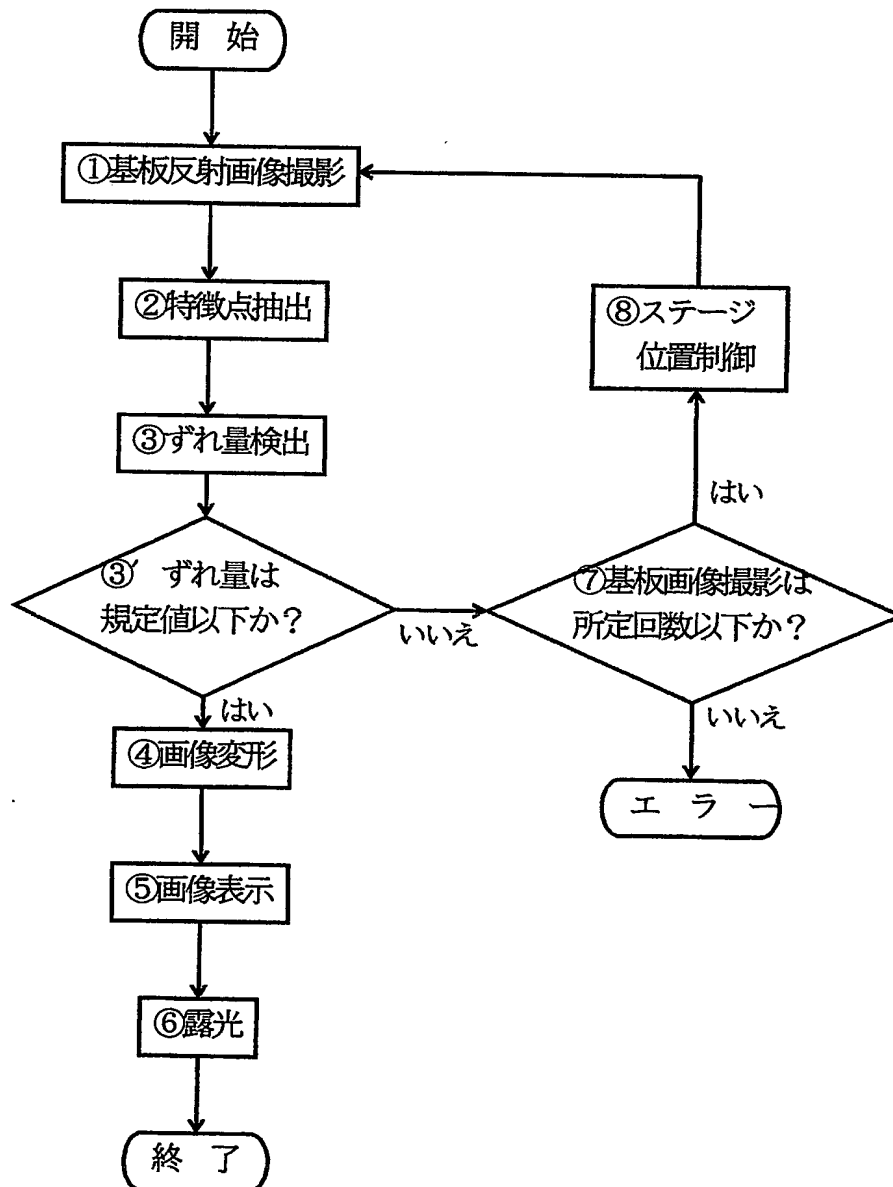 開 始
①基板反射画像撮影
②特徴点抽出
③ずれ量検出
③′ ずれ量は
規定値以下か？
いいえ
はい
④画像変形
⑤画像表示
⑥露光
終 了
⑦基板画像撮影は
所定回数以下か？
はい
⑧ステージ
位置制御
いいえ
エ ラ ー